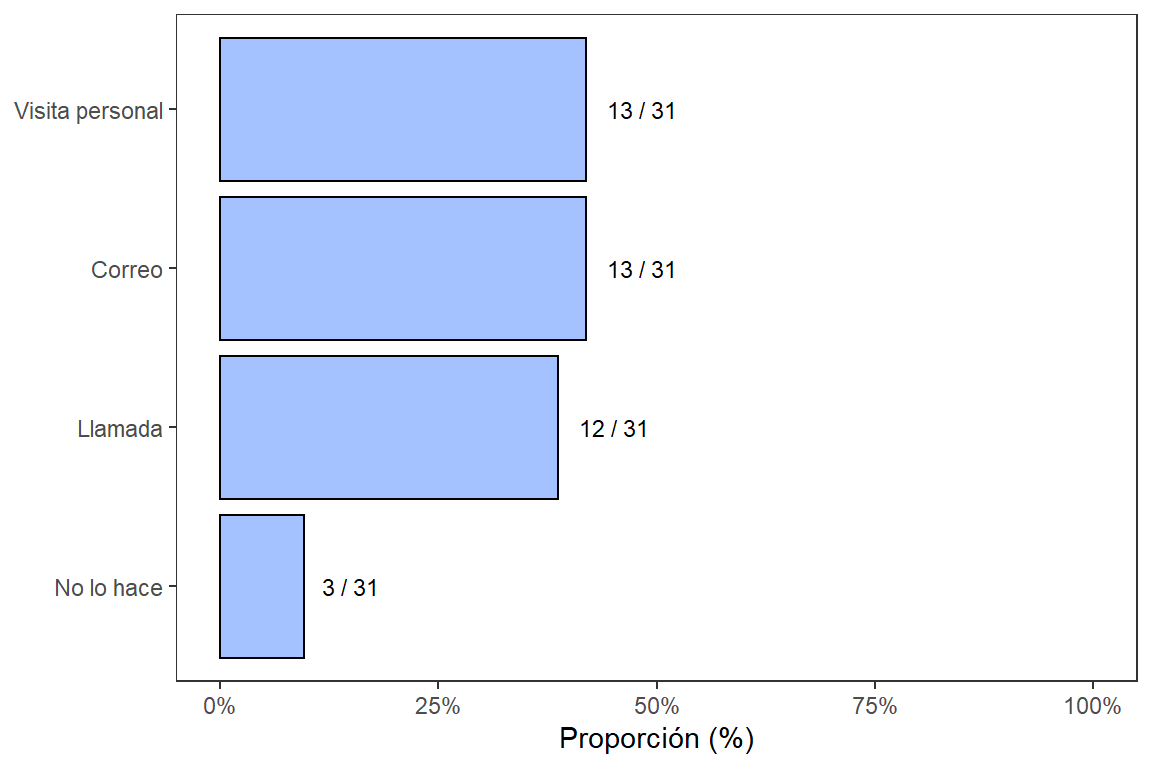 Visita personal
13 / 31
Correo
13 / 31
Llamada
12 / 31
No lo hace
3 / 31
0%
25%
50%
75%
100%
Proporción (%)